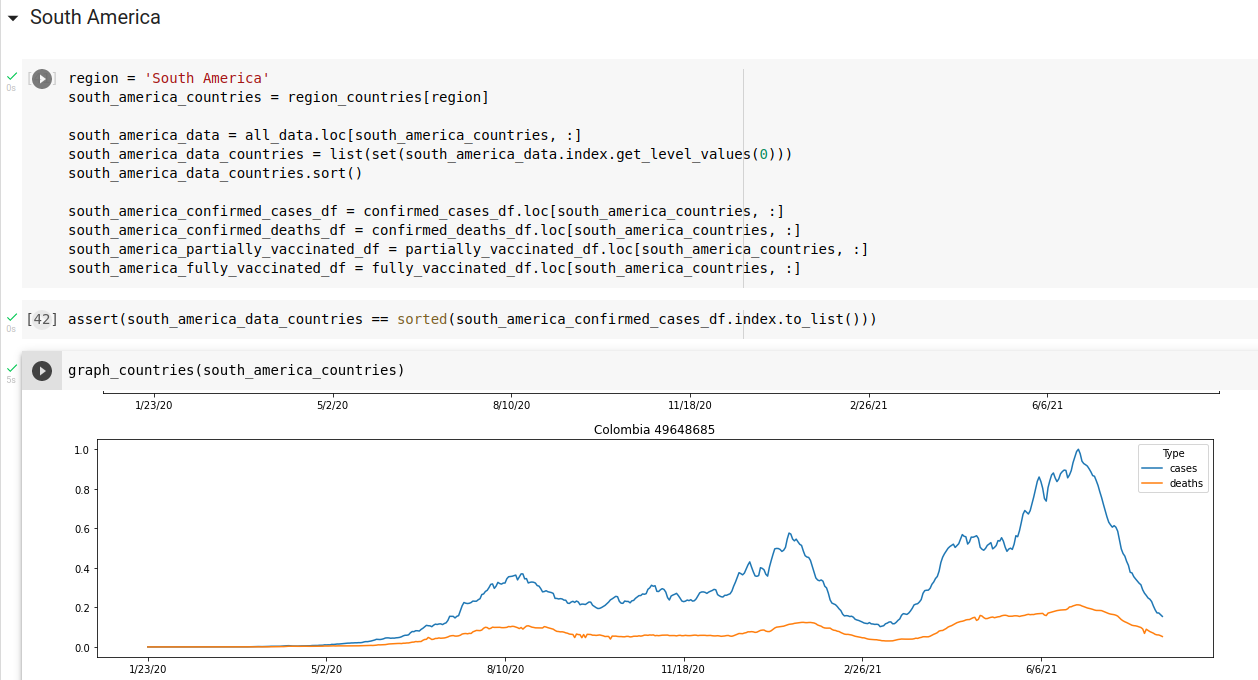 South America
0s
region = 'South America'
south_america_countries = region_countries[region]
south_america_data = all_data.loc[south_america_countries, :]
south_america_data_countries = list(set(south_america_data.index.get_level_values(0)))
south_america_data_countries.sort()
south_america_confirmed_cases_df = confirmed_cases_df.loc[south_america_countries, :]
south_america_confirmed_deaths_df = confirmed_deaths_df.loc[south_america_countries, :]
south_america_partially_vaccinated_df = partially_vaccinated_df.loc[south_america_countries, :]
south_america_fully_vaccinated_df = fully_vaccinated_df.loc[south_america_countries, :]
0s
[42] assert(south_america_data_countries == sorted(south_america_confirmed_cases_df.index.to_list()))
5s
graph_countries(south_america_countries)
1/23/20 5/2/20 8/10/20 11/18/20 2/26/21 6/6/21
Colombia 49648685
1.0
0.8
0.6
0.4
0.2
0.0
Type
cases
deaths
1/23/20 5/2/20 8/10/20 11/18/20 2/26/21 6/6/21